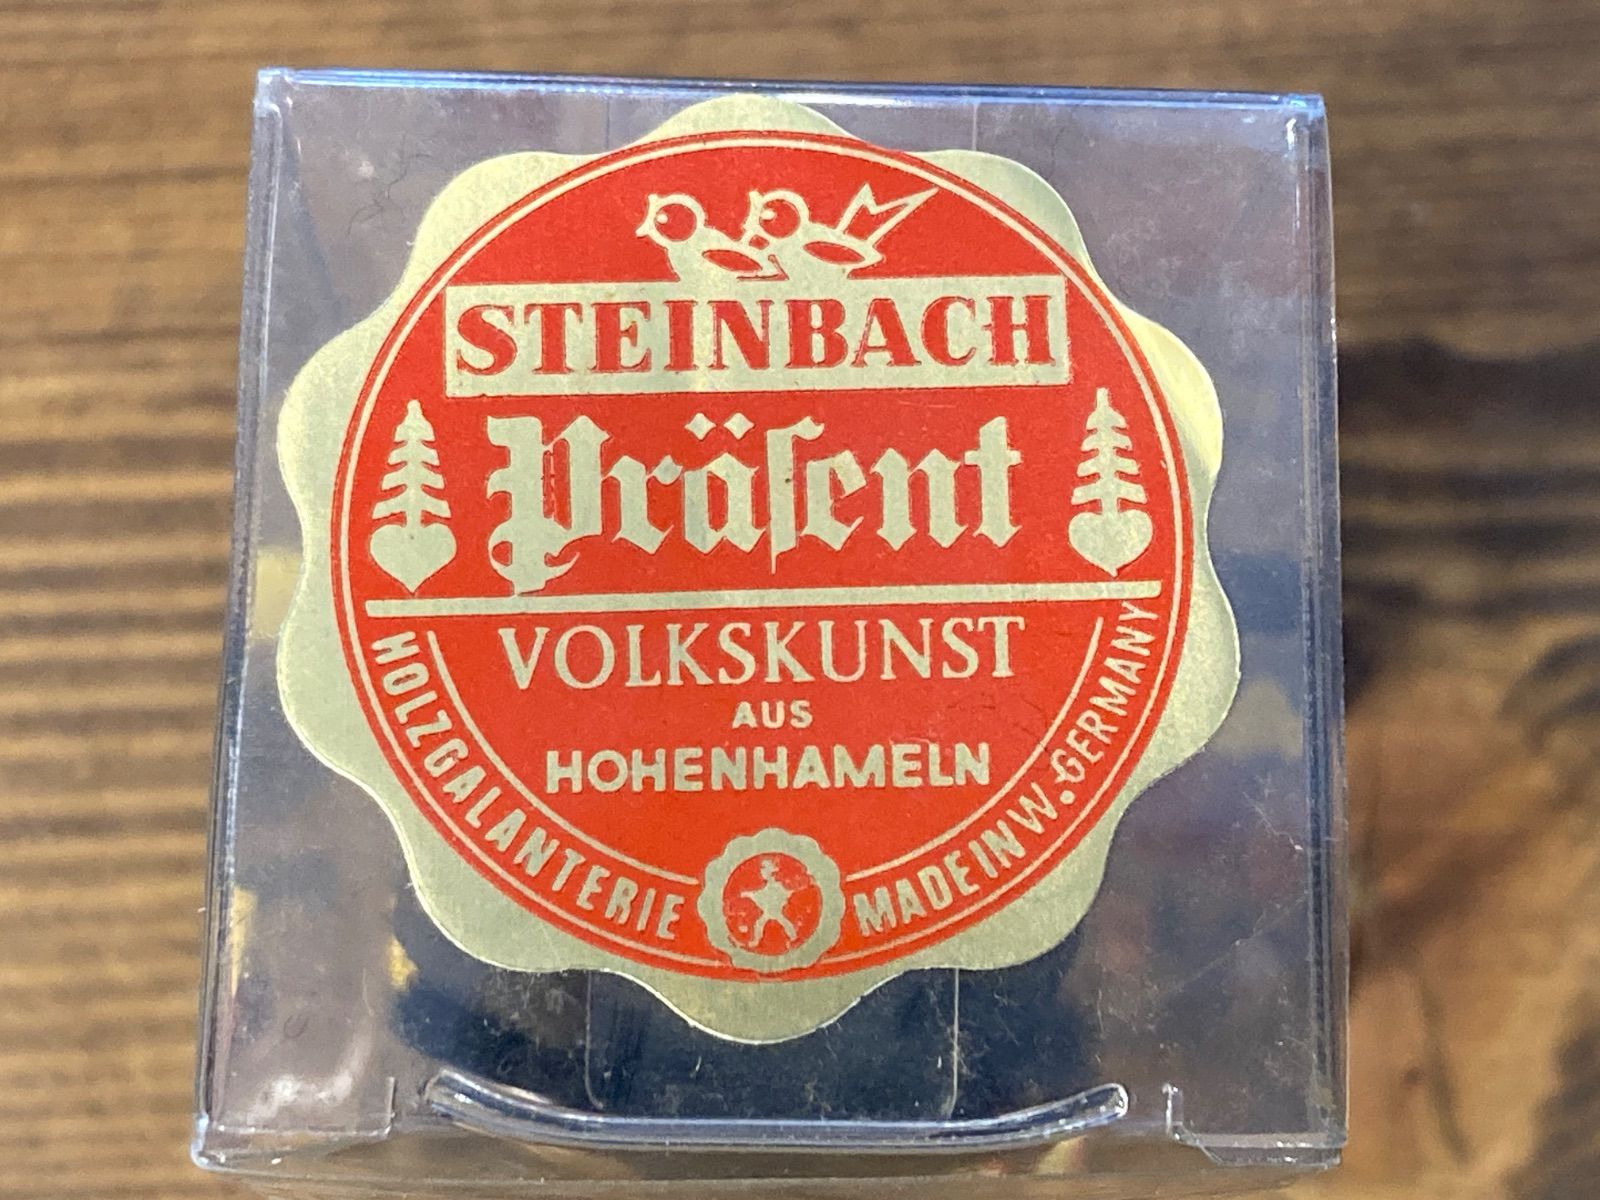 STEINBACH
Präſent
VOLKSKUNST
AUS
HOHENHAMELN
HOLZGALANTERIE
MADE IN W. GERMANY